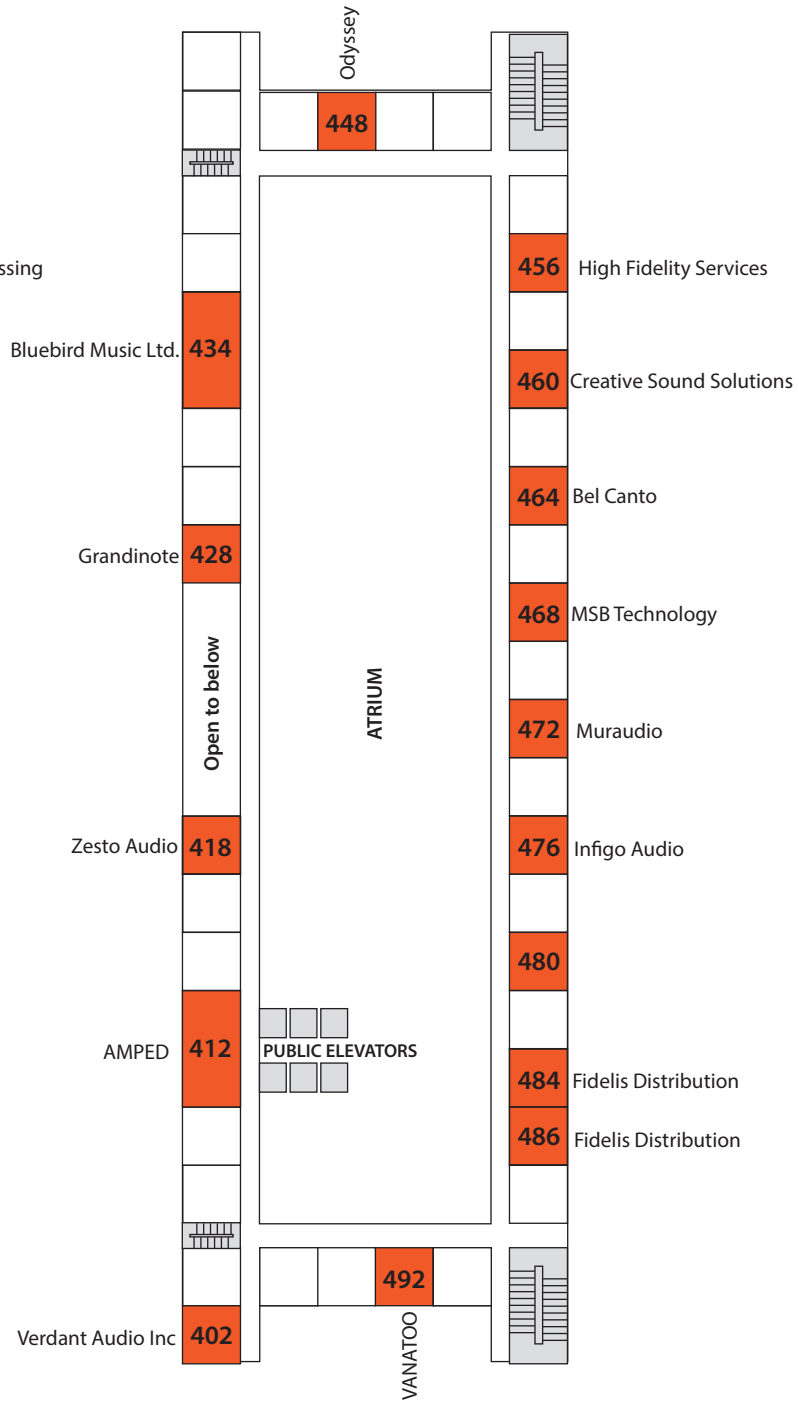 Odyssey
448
ssing
456 High Fidelity Services
Bluebird Music Ltd. 434
460 Creative Sound Solutions
464 Bel Canto
Grandinote 428
468 MSB Technology
Open to below
ATRIUM
472 Muraudio
Zesto Audio 418
476 Infigo Audio
480
AMPED 412
PUBLIC ELEVATORS
484 Fidelis Distribution
486 Fidelis Distribution
492
Verdant Audio Inc 402
VANATOO